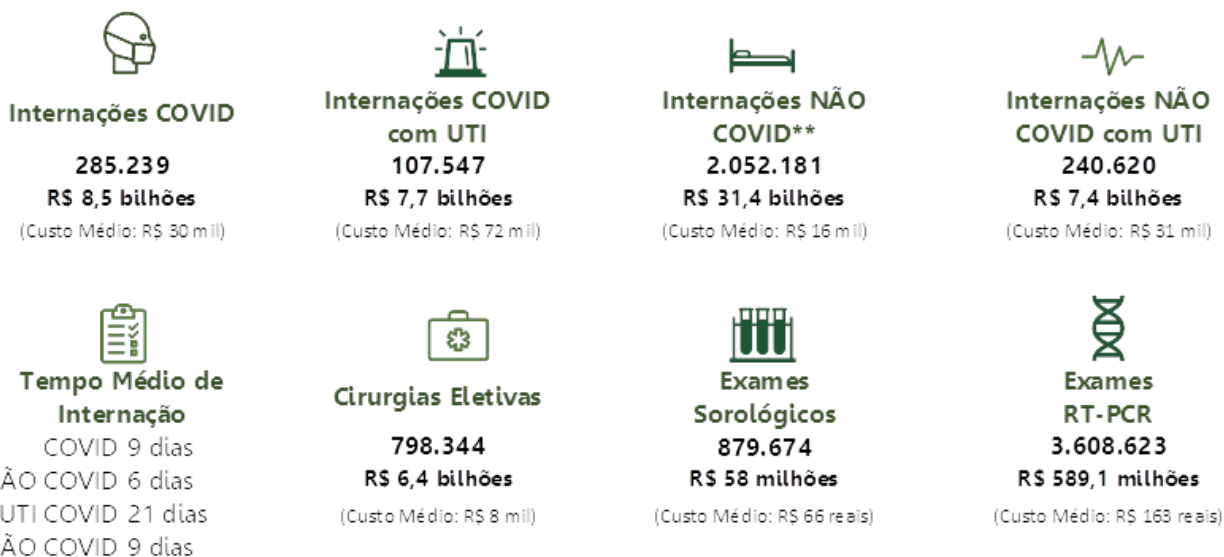 Internações COVID
285.239
R$ 8,5 bilhões
(Custo Médio: R$ 30 mil)
Internações COVID
com UTI
107.547
R$ 7,7 bilhões
(Custo Médio: R$ 72 mil)
Internações NÃO
COVID**
2.052.181
R$ 31,4 bilhões
(Custo Médio: R$ 16 mil)
Internações NÃO
COVID com UTI
240.620
R$ 7,4 bilhões
(Custo Médio: R$ 31 mil)
Tempo Médio de
Internação
COVID 9 dias
ÃO COVID 6 dias
UTI COVID 21 dias
ÃO COVID 9 dias
Cirurgias Eletivas
798.344
R$ 6,4 bilhões
(Custo Médio: R$ 8 mil)
Exames
Sorológicos
879.674
R$ 58 milhões
(Custo Médio: R$ 66 reais)
Exames
RT-PCR
3.608.623
R$ 589,1 milhões
(Custo Médio: R$ 163 reais)